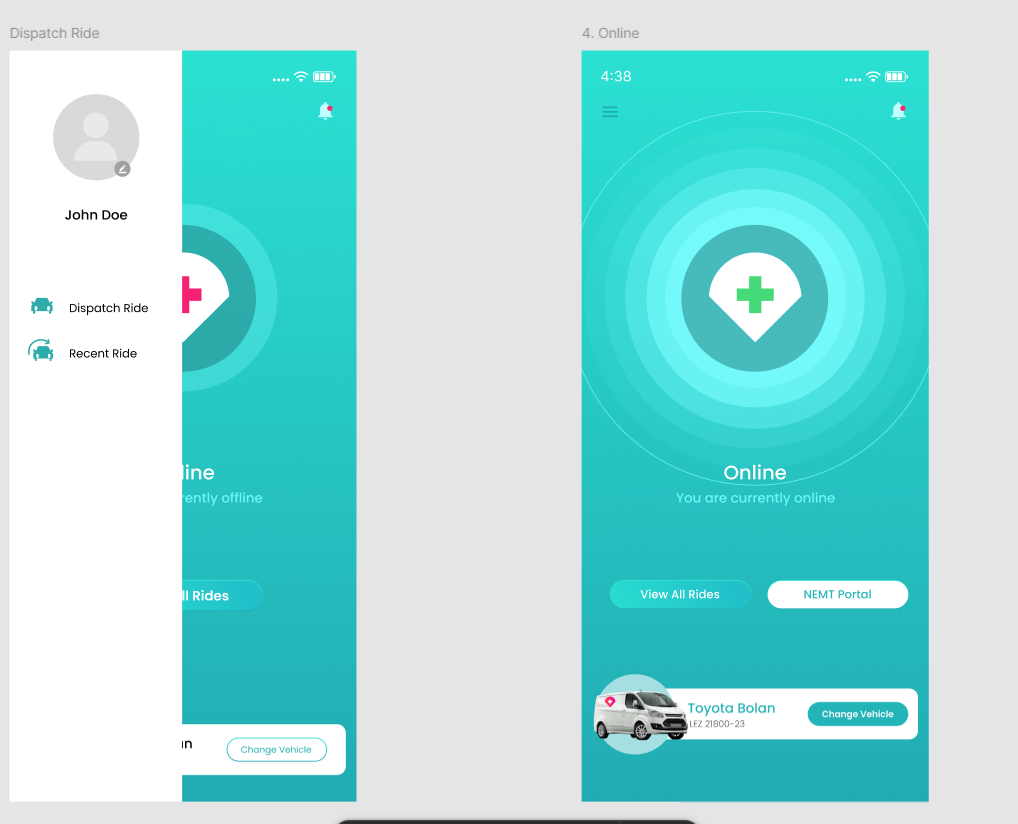 Dispatch Ride
John Doe
Dispatch Ride
Recent Ride
line
rently offline
ll Rides
Change Vehicle
4. Online
4:38
Online
You are currently online
View All Rides
NEMT Portal
Toyota Bolan
LEZ 21800-23
Change Vehicle